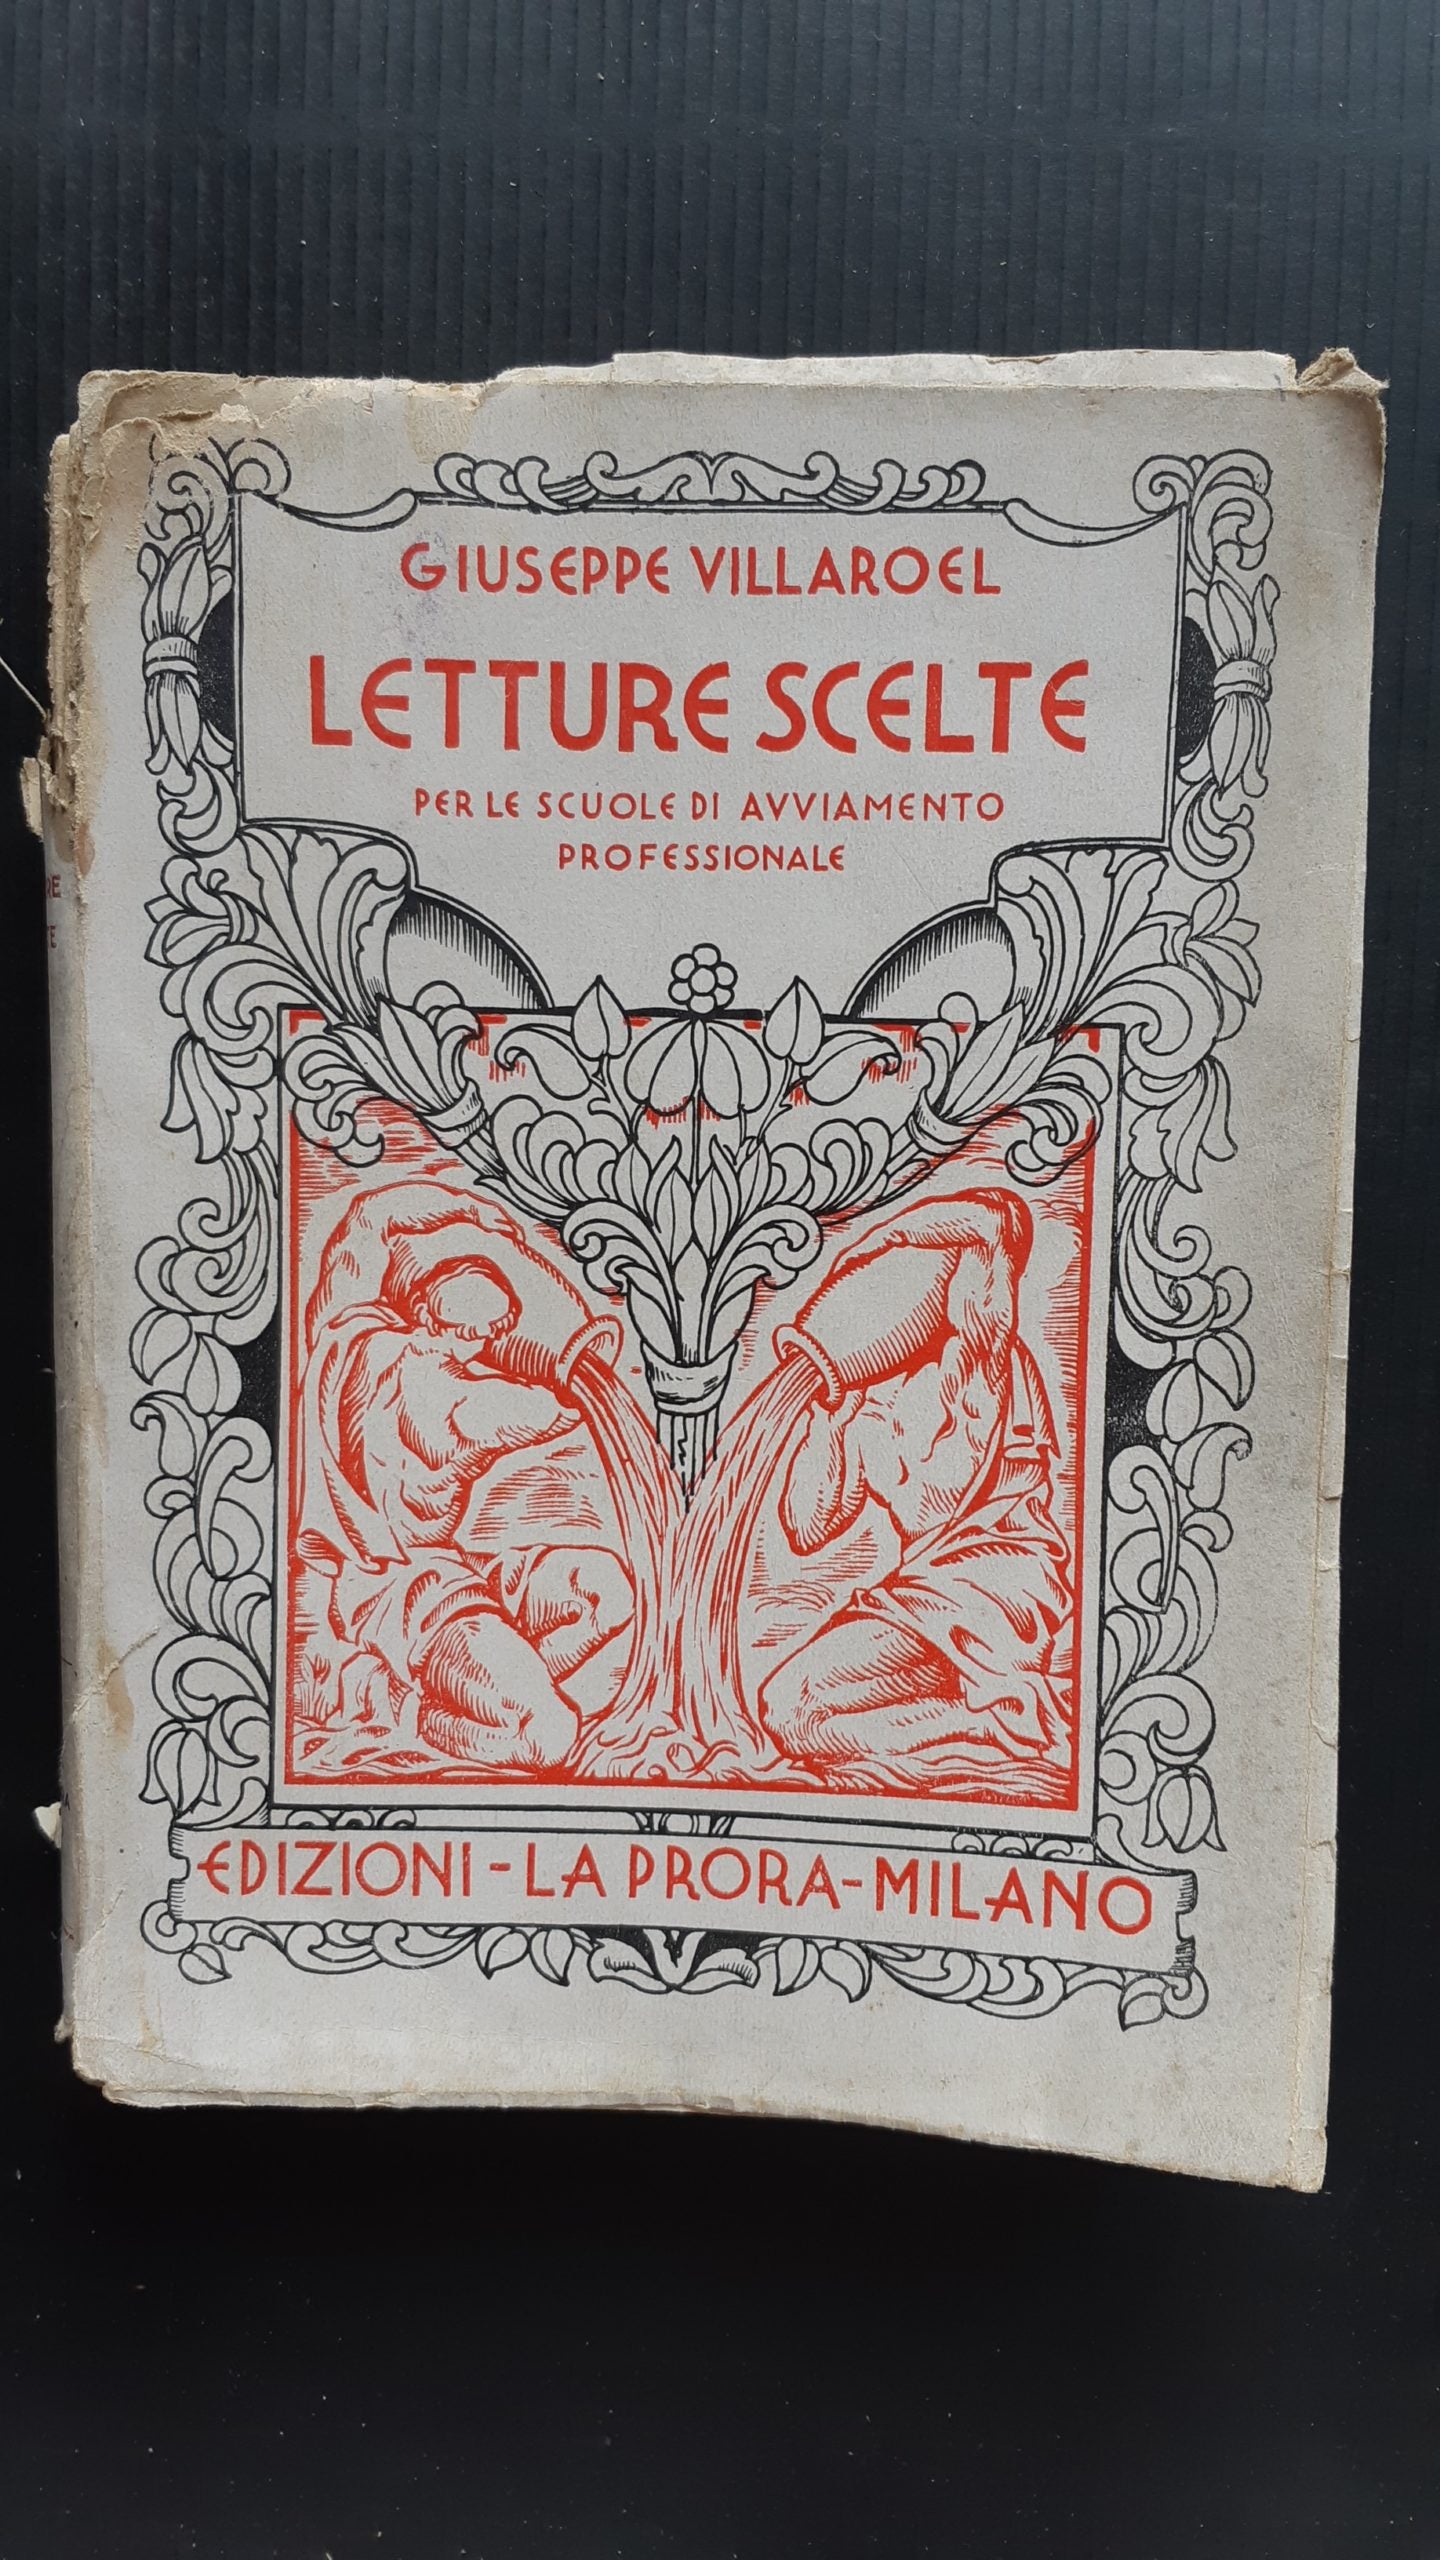 GIUSEPPE VILLAROEL
LETTURE SCELTE
PER LE SCUOLE DI AVVIAMENTO
PROFESSIONALE
EDIZIONI - LA PRORA - MILANO